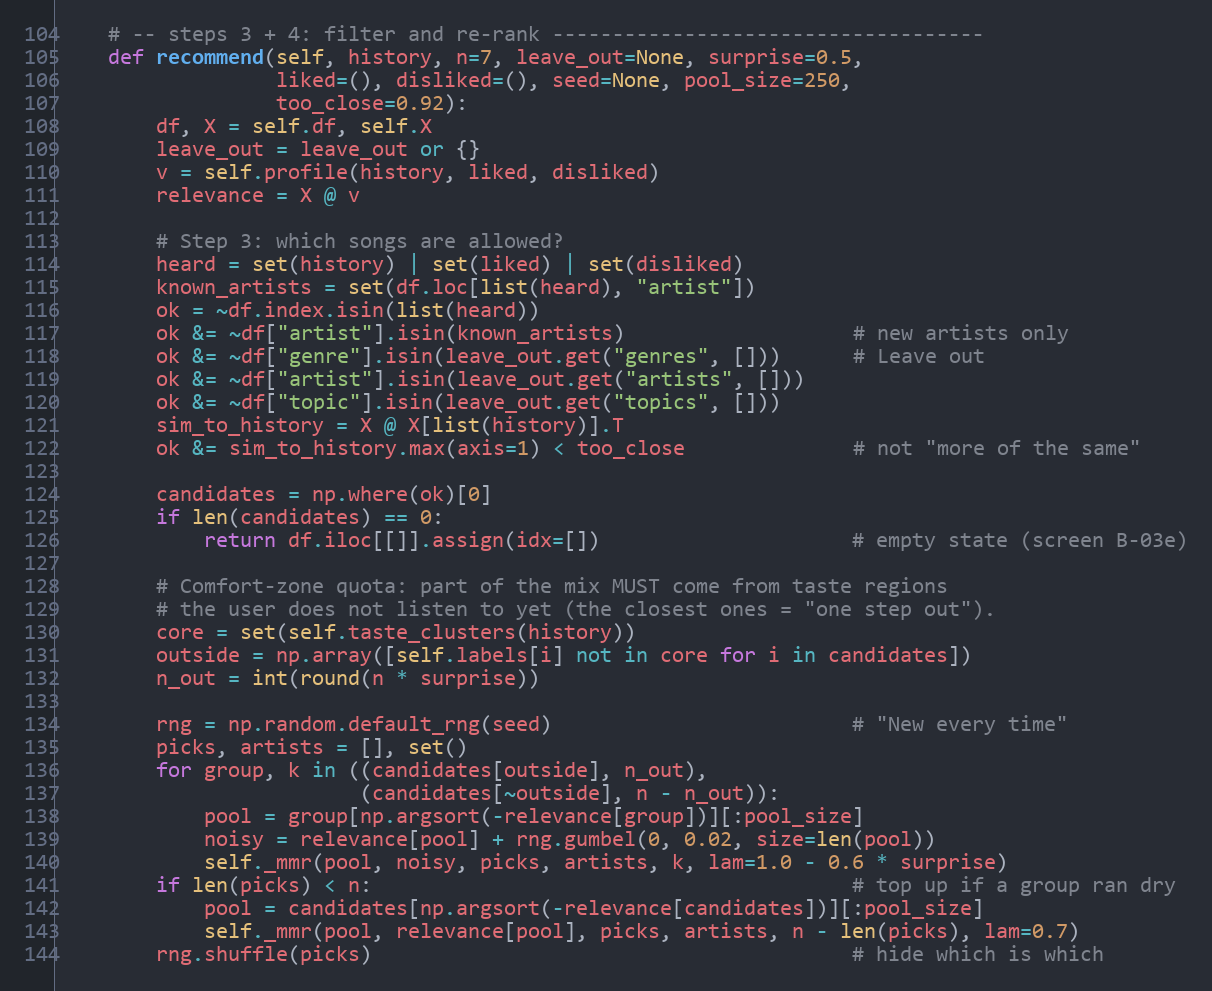 104    # -- steps 3 + 4: filter and re-rank ------------------------------------
105    def recommend(self, history, n=7, leave_out=None, surprise=0.5,
106                  liked=(), disliked=(), seed=None, pool_size=250,
107                  too_close=0.92):
108        df, X = self.df, self.X
109        leave_out = leave_out or {}
110        v = self.profile(history, liked, disliked)
111        relevance = X @ v
112
113        # Step 3: which songs are allowed?
114        heard = set(history) | set(liked) | set(disliked)
115        known_artists = set(df.loc[list(heard), "artist"])
116        ok = ~df.index.isin(list(heard))
117        ok &= ~df["artist"].isin(known_artists)                   # new artists only
118        ok &= ~df["genre"].isin(leave_out.get("genres", []))      # Leave out
119        ok &= ~df["artist"].isin(leave_out.get("artists", []))
120        ok &= ~df["topic"].isin(leave_out.get("topics", []))
121        sim_to_history = X @ X[list(history)].T
122        ok &= sim_to_history.max(axis=1) < too_close              # not "more of the same"
123
124        candidates = np.where(ok)[0]
125        if len(candidates) == 0:
126            return df.iloc[[]].assign(idx=[])                     # empty state (screen B-03e)
127
128        # Comfort-zone quota: part of the mix MUST come from taste regions
129        # the user does not listen to yet (the closest ones = "one step out").
130        core = set(self.taste_clusters(history))
131        outside = np.array([self.labels[i] not in core for i in candidates])
132        n_out = int(round(n * surprise))
133
134        rng = np.random.default_rng(seed)                         # "New every time"
135        picks, artists = [], set()
136        for group, k in ((candidates[outside], n_out),
137                         (candidates[~outside], n - n_out)):
138            pool = group[np.argsort(-relevance[group])][:pool_size]
139            noisy = relevance[pool] + rng.gumbel(0, 0.02, size=len(pool))
140            self._mmr(pool, noisy, picks, artists, k, lam=1.0 - 0.6 * surprise)
141        if len(picks) < n:                                        # top up if a group ran dry
142            pool = candidates[np.argsort(-relevance[candidates])][:pool_size]
143            self._mmr(pool, relevance[pool], picks, artists, n - len(picks), lam=0.7)
144        rng.shuffle(picks)                                        # hide which is which